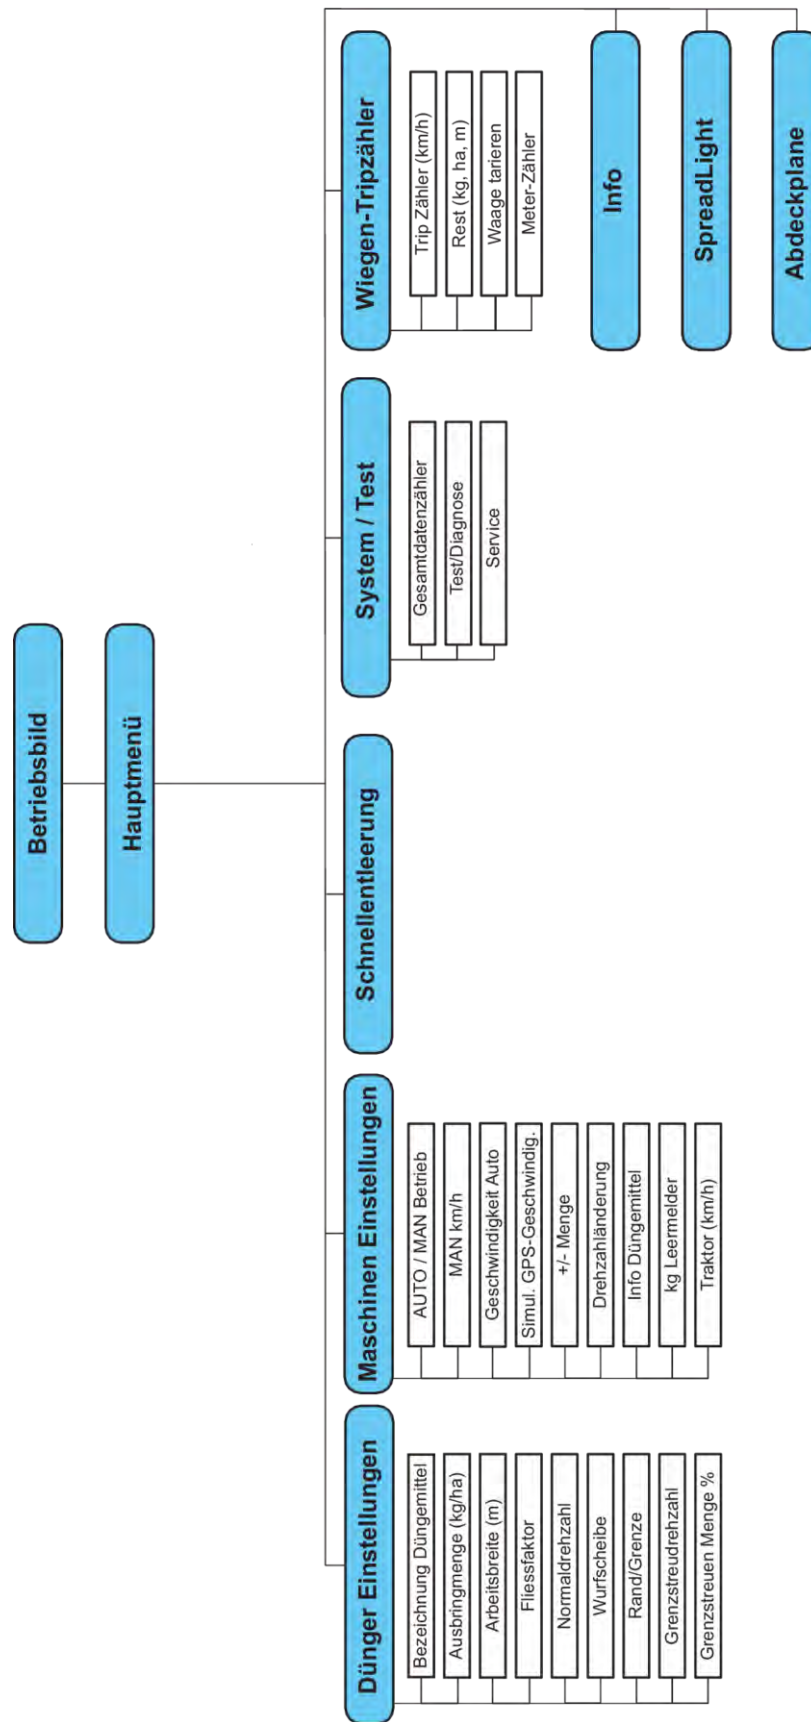 Betriebsbild
Hauptmenü
Dünger Einstellungen
Bezeichnung Düngemittel
Ausbringmenge (kg/ha)
Arbeitsbreite (m)
Fliessfaktor
Normaldrehzahl
Wurfscheibe
Rand/Grenze
Grenzstreudrehzahl
Grenzstreuen Menge %
Maschinen Einstellungen
AUTO / MAN Betrieb
MAN km/h
Geschwindigkeit Auto
Simul. GPS-Geschwindig.
+/- Menge
Drehzahländerung
Info Düngemittel
kg Leermelder
Traktor (km/h)
Schnellentleerung
System / Test
Gesamtdatenzähler
Test/Diagnose
Service
Wiegen-Tripzähler
Trip Zähler (km/h)
Rest (kg, ha, m)
Waage tarieren
Meter-Zähler
Info
SpreadLight
Abdeckplane